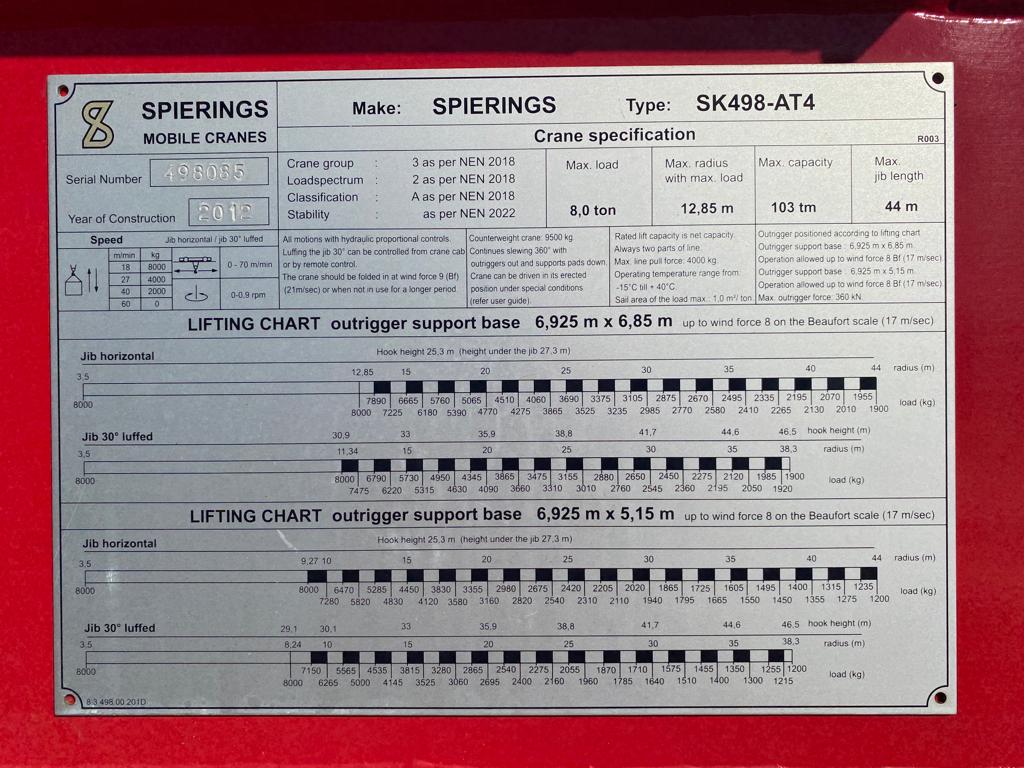 SPIERINGS
MOBILE CRANES
Make: SPIERINGS Type: SK498-AT4
Crane specification
R003
Serial Number 498085
Year of Construction 2012
Crane group : 3 as per NEN 2018
Loadspectrum : 2 as per NEN 2018
Classification : A as per NEN 2018
Stability : as per NEN 2022
Max. load
8,0 ton
Max. radius
with max. load
12,85 m
Max. capacity
103 tm
Max.
jib length
44 m
Speed
Jib horizontal / jib 30° luffed
m/min kg
18 8000
27 4000
40 2000
60 0
0 - 70 m/min
0-0.9 rpm
All motions with hydraulic proportional controls.
Luffing the jib 30° can be controlled from crane cab
or by remote control.
The crane should be folded in at wind force 9 (Bf)
(21m/sec) or when not in use for a longer period.
Counterweight crane: 9500 kg.
Continues slewing 360° with
outriggers out and supports pads down.
Crane can be driven in its erected
position under special conditions
(refer user guide).
Rated lift capacity is net capacity.
Always two parts of line.
Max. line pull force: 4000 kg.
Operating temperature range from:
-15°C till + 40°C.
Sail area of the load max.: 1,0 m²/ ton.
Outrigger positioned according to lifting chart
Outrigger support base : 6,925 m x 6,85 m.
Operation allowed up to wind force 8 Bf (17 m/sec)
Outrigger support base : 6,925 m x 5,15 m.
Operation allowed up to wind force 8 Bf (17 m/sec)
Max. outrigger force: 360 kN.
LIFTING CHART outrigger support base 6,925 m x 6,85 m up to wind force 8 on the Beaufort scale (17 m/sec)
Jib horizontal
Hook height 25,3 m (height under the jib 27,3 m)
3,5 12,85 15 20 25 30 35 40 44 radius (m)
7890 6665 5760 5065 4510 4060 3690 3375 3105 2875 2670 2495 2335 2195 2070 1955
8000 8000 7225 6180 5390 4770 4275 3865 3525 3235 2985 2770 2580 2410 2265 2130 2010 1900 load (kg)
Jib 30° luffed
30,9 33 35,9 38,8 41,7 44,6 46,5 hook height (m)
3,5 11,34 15 20 25 30 35 38,3 radius (m)
8000 8000 6790 5730 4950 4345 3865 3475 3155 2880 2650 2450 2275 2120 1985 1900 load (kg)
7475 6220 5315 4630 4090 3660 3310 3010 2760 2545 2360 2195 2050 1920
LIFTING CHART outrigger support base 6,925 m x 5,15 m up to wind force 8 on the Beaufort scale (17 m/sec)
Jib horizontal
Hook height 25,3 m (height under the jib 27,3 m)
3,5 9,27 10 15 20 25 30 35 40 44 radius (m)
8000 8000 6470 5285 4450 3830 3355 2980 2675 2420 2205 2020 1865 1725 1605 1495 1400 1315 1235 load (kg)
7280 5820 4830 4120 3580 3160 2820 2540 2310 2110 1940 1795 1665 1550 1450 1355 1275 1200
Jib 30° luffed
29,1 30,1 33 35,9 38,8 41,7 44,6 46,5 hook height (m)
3,5 8,24 10 15 20 25 30 35 38,3 radius (m)
8000 7150 5565 4535 3815 3280 2865 2540 2275 2055 1870 1710 1575 1455 1350 1255 1200 load (kg)
8000 6265 5000 4145 3525 3060 2695 2400 2160 1960 1785 1640 1510 1400 1300 1215
8.3.498.00.201D